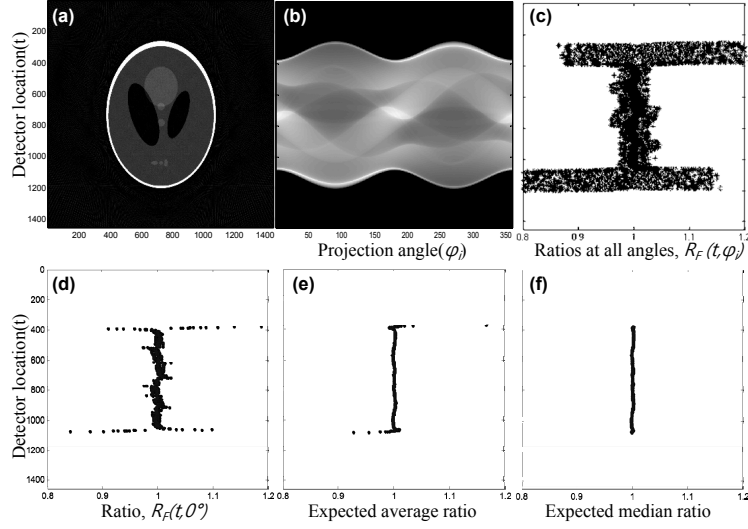 (a)
(b)
(c)
Detector location(t)
0
200
400
600
800
1000
1200
1400
200 400 600 800 1000 1200 1400
0 50 100 150 200 250 300 350
Projection angle(φi)
0.8 0.9 1 1.1 1.2
Ratios at all angles, RF(t,φi)
(d)
(e)
(f)
Detector location(t)
0
200
400
600
800
1000
1200
1400
0.8 0.9 1 1.1 1.2
0.8 0.9 1 1.1 1.2
0.8 0.9 1 1.1 1.2
Ratio, RF(t,0°)
Expected average ratio
Expected median ratio